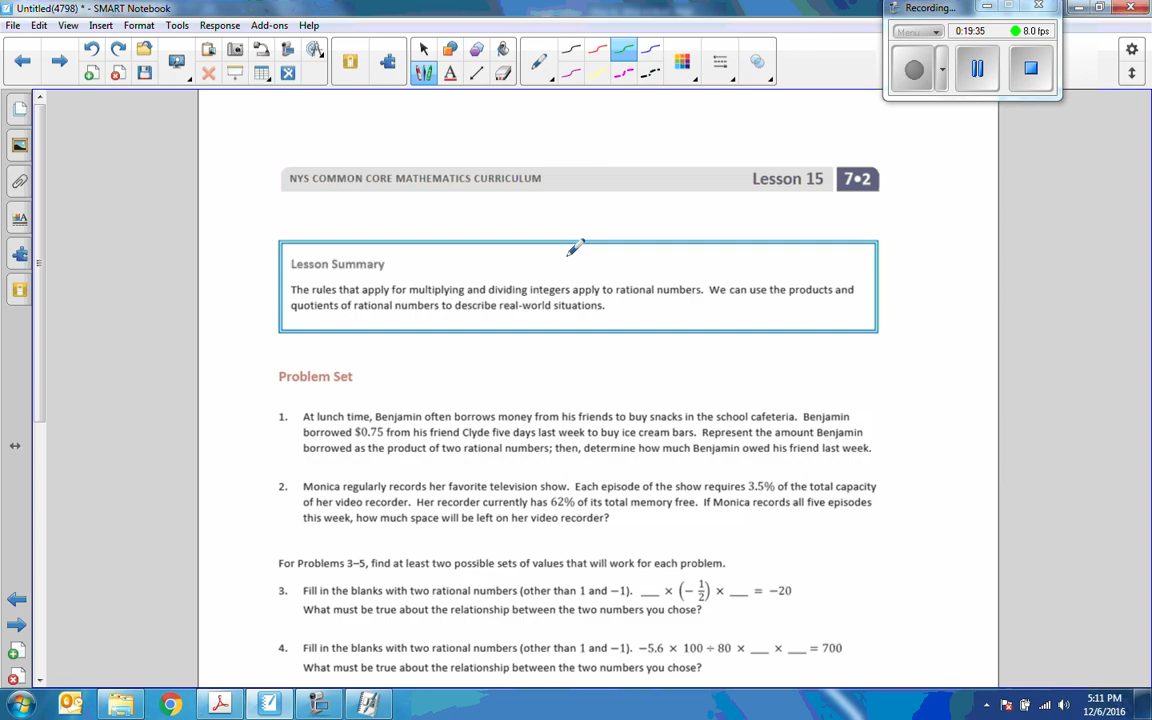 Untitled(4798) * - SMART Notebook
Recording...
File Edit View Insert Format Tools Response Add-ons Help
Menu 0:19:35 8.0 fps
NYS COMMON CORE MATHEMATICS CURRICULUM Lesson 15 7•2
Lesson Summary
The rules that apply for multiplying and dividing integers apply to rational numbers. We can use the products and
quotients of rational numbers to describe real-world situations.
Problem Set
1. At lunch time, Benjamin often borrows money from his friends to buy snacks in the school cafeteria. Benjamin
borrowed $0.75 from his friend Clyde five days last week to buy ice cream bars. Represent the amount Benjamin
borrowed as the product of two rational numbers; then, determine how much Benjamin owed his friend last week.
2. Monica regularly records her favorite television show. Each episode of the show requires 3.5% of the total capacity
of her video recorder. Her recorder currently has 62% of its total memory free. If Monica records all five episodes
this week, how much space will be left on her video recorder?
For Problems 3–5, find at least two possible sets of values that will work for each problem.
3. Fill in the blanks with two rational numbers (other than 1 and −1). __ × (− 1/2) × __ = −20
What must be true about the relationship between the two numbers you chose?
4. Fill in the blanks with two rational numbers (other than 1 and −1). −5.6 × 100 ÷ 80 × __ × __ = 700
What must be true about the relationship between the two numbers you chose?
5:11 PM
12/6/2016